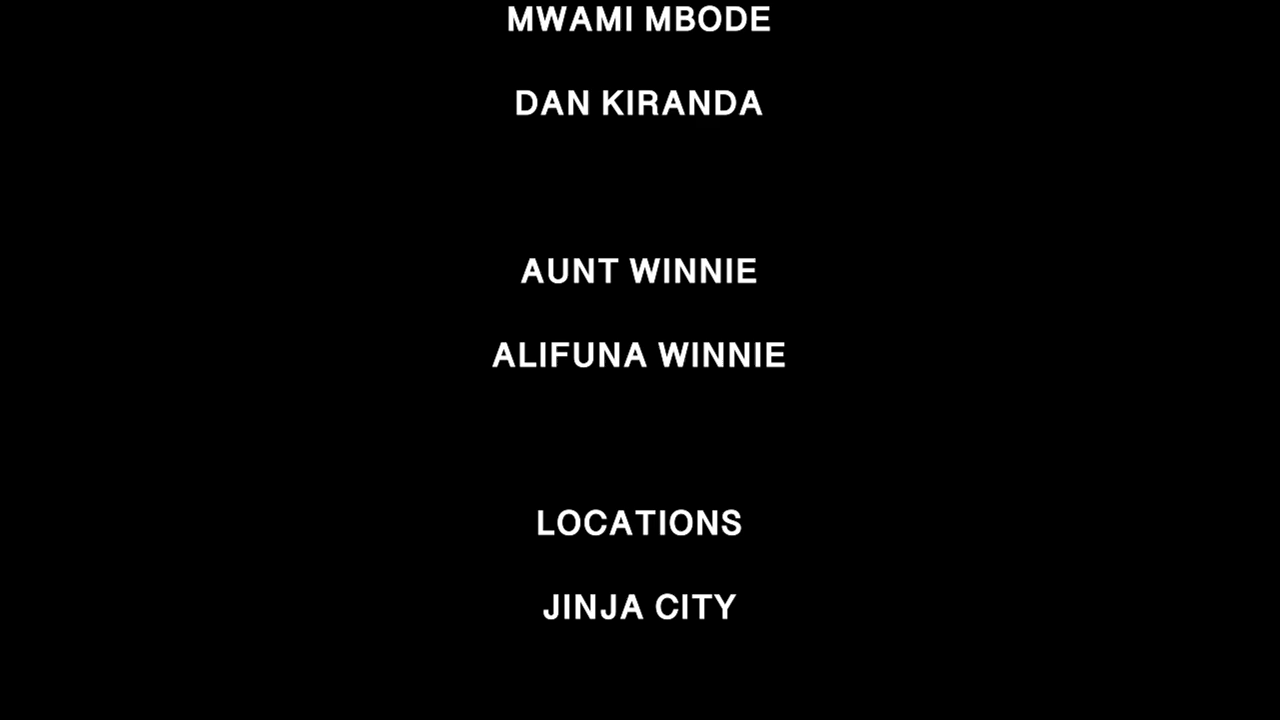 MWAMI MBODE
DAN KIRANDA
AUNT WINNIE
ALIFUNA WINNIE
LOCATIONS
JINJA CITY